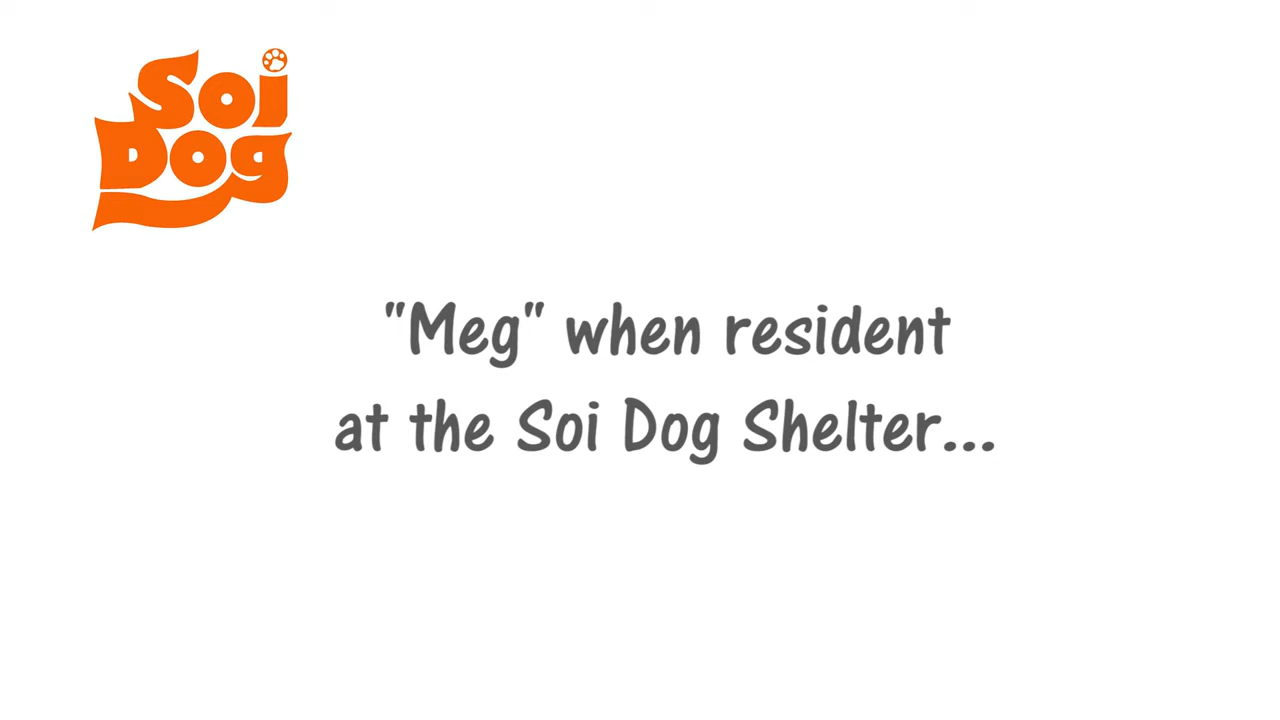 Soi
Dog
"Meg" when resident
at the Soi Dog Shelter...